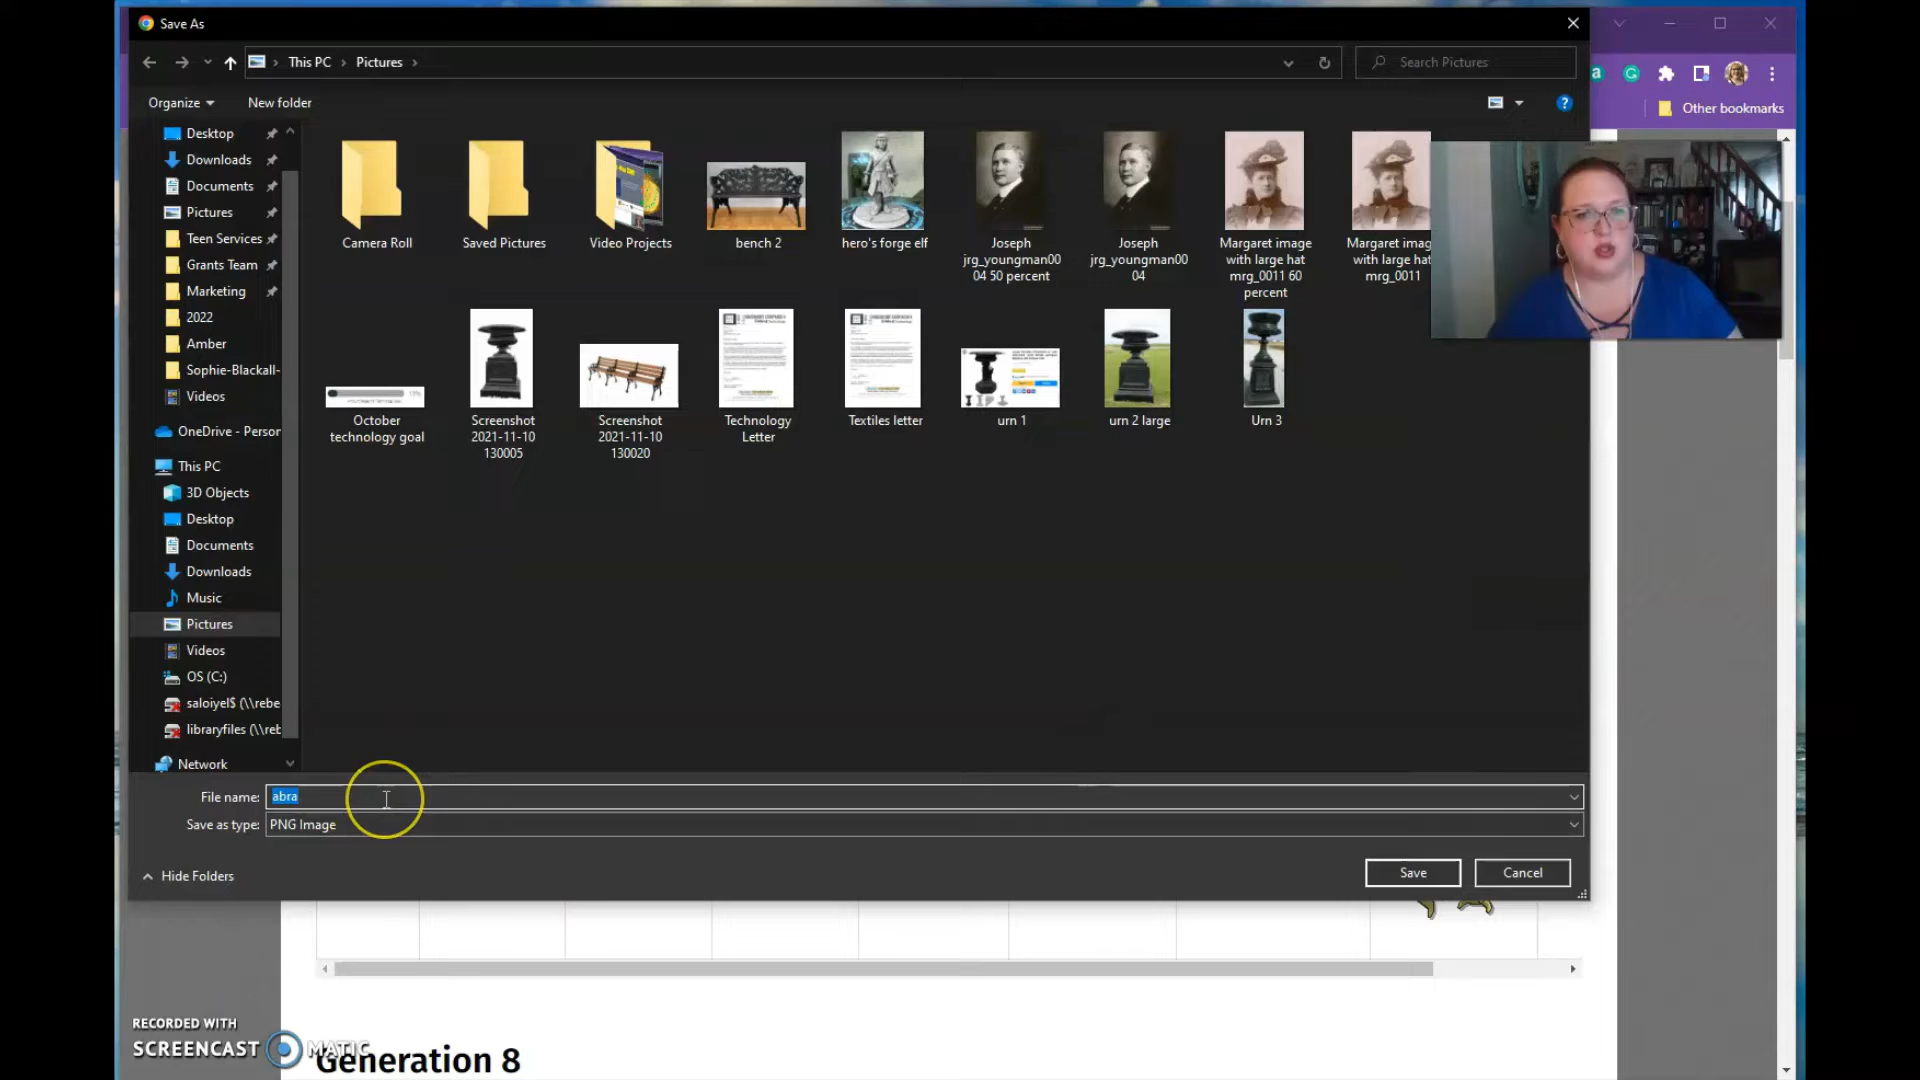 Save As
This PC
Pictures
Search Pictures
Organize
New folder
Other bookmarks
Desktop
Downloads
Documents
Pictures
Teen Services
Grants Team
Marketing
2022
Amber
Sophie-Blackall-
Videos
OneDrive - Person
This PC
3D Objects
Desktop
Documents
Downloads
Music
Pictures
Videos
OS (C:)
saloiyel$ (\\rebe
libraryfiles (\\reb
Network
Camera Roll
Saved Pictures
Video Projects
bench 2
hero's forge elf
Joseph
jrg_youngman00
04 50 percent
Joseph
jrg_youngman00
04
Margaret image
with large hat
mrg_0011 60
percent
Margaret imag
with large hat
mrg_0011
October
technology goal
Screenshot
2021-11-10
130005
Screenshot
2021-11-10
130020
Technology
Letter
Textiles letter
urn 1
urn 2 large
Urn 3
File name: abra
Save as type: PNG Image
Hide Folders
Save
Cancel
RECORDED WITH
SCREENCAST MATIC
Generation 8